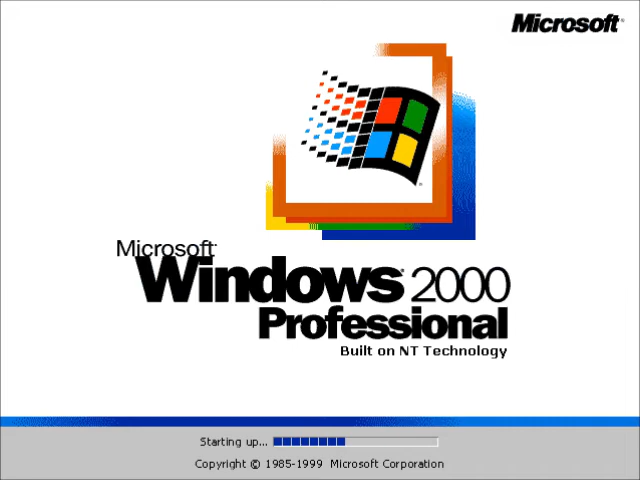 Microsoft
Microsoft
Windows 2000
Professional
Built on NT Technology
Starting up...
Copyright © 1985-1999 Microsoft Corporation